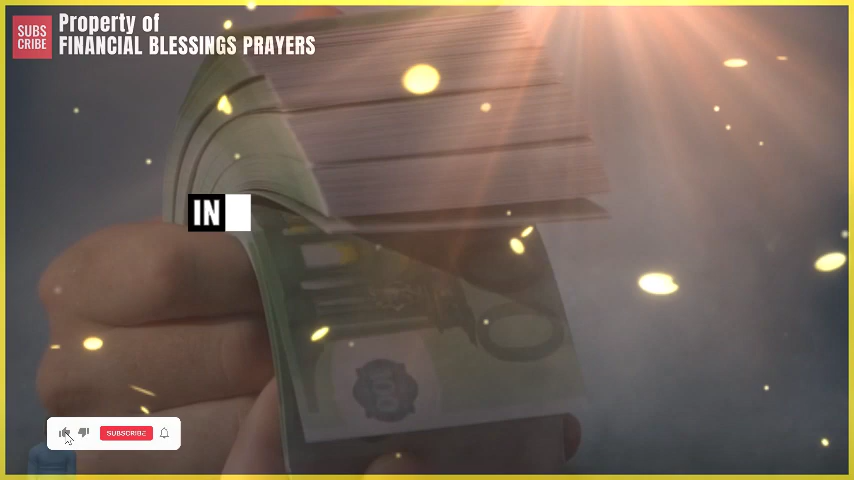 SUBS
CRIBE
Property of
FINANCIAL BLESSINGS PRAYERS
IN
SUBSCRIBE